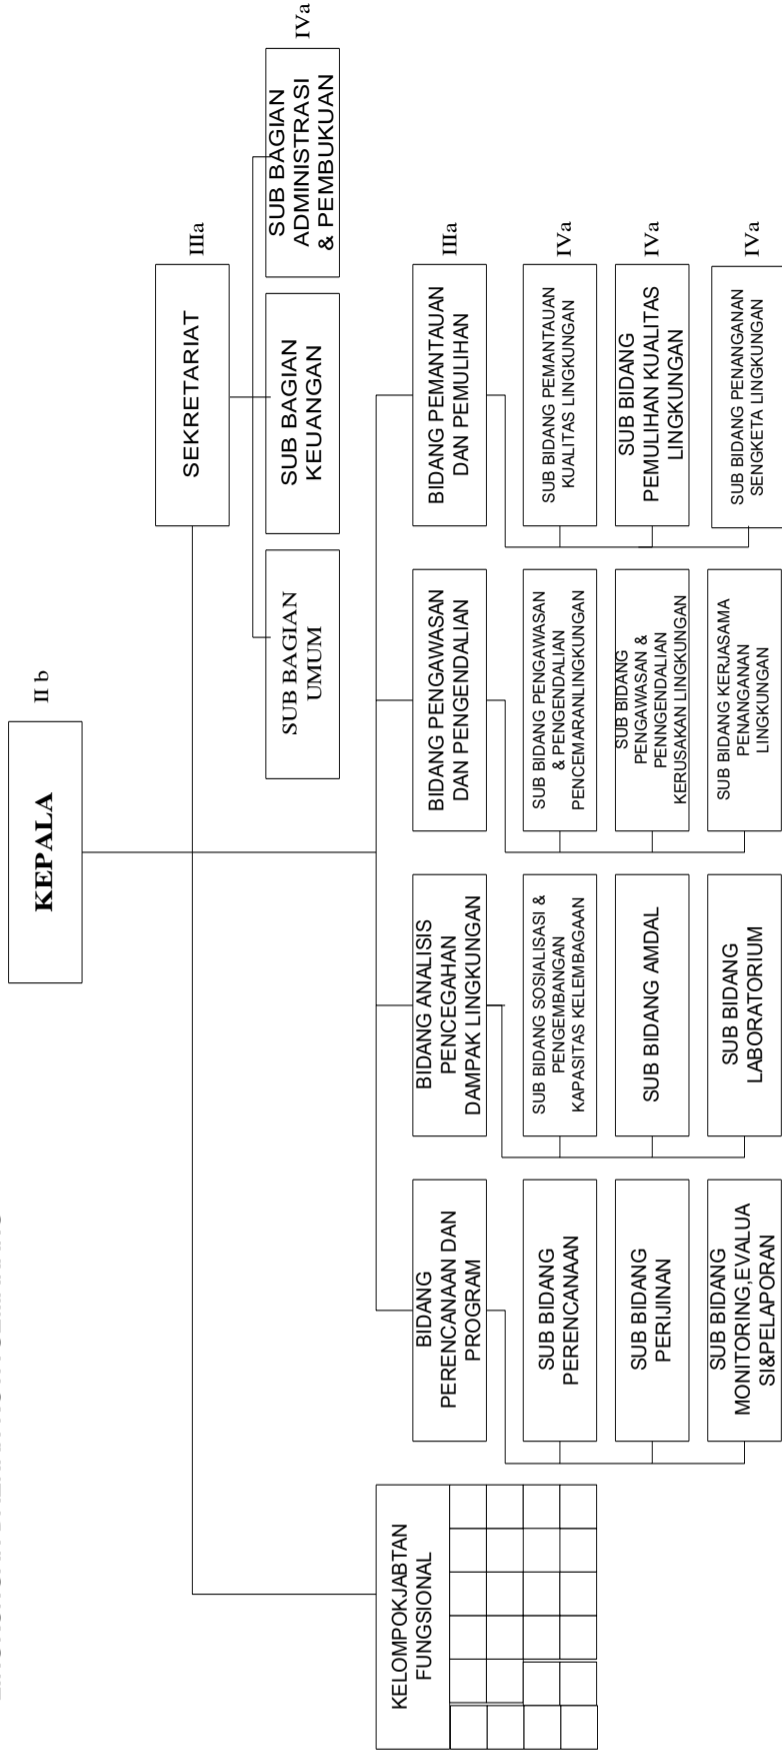 KEPALA
II b
SEKRETARIAT
IIIa
SUB BAGIAN
UMUM
SUB BAGIAN
KEUANGAN
SUB BAGIAN
ADMINISTRASI
& PEMBUKUAN
IVa
KELOMPOKJABTAN
FUNGSIONAL
BIDANG
PERENCANAAN DAN
PROGRAM
BIDANG ANALISIS
PENCEGAHAN
DAMPAK LINGKUNGAN
BIDANG PENGAWASAN
DAN PENGENDALIAN
BIDANG PEMANTAUAN
DAN PEMULIHAN
IIIa
SUB BIDANG
PERENCANAAN
SUB BIDANG SOSIALISASI &
PENGEMBANGAN
KAPASITAS KELEMBAGAAN
SUB BIDANG PENGAWASAN
& PENGENDALIAN
PENCEMARANLINGKUNGAN
SUB BIDANG PEMANTAUAN
KUALITAS LINGKUNGAN
IVa
SUB BIDANG
PERIJINAN
SUB BIDANG AMDAL
SUB BIDANG
PENGAWASAN &
PENNGENDALIAN
KERUSAKAN LINGKUNGAN
SUB BIDANG
PEMULIHAN KUALITAS
LINGKUNGAN
IVa
SUB BIDANG
MONITORING,EVALUA
SI&PELAPORAN
SUB BIDANG
LABORATORIUM
SUB BIDANG KERJASAMA
PENANGANAN
LINGKUNGAN
SUB BIDANG PENANGANAN
SENGKETA LINGKUNGAN
IVa